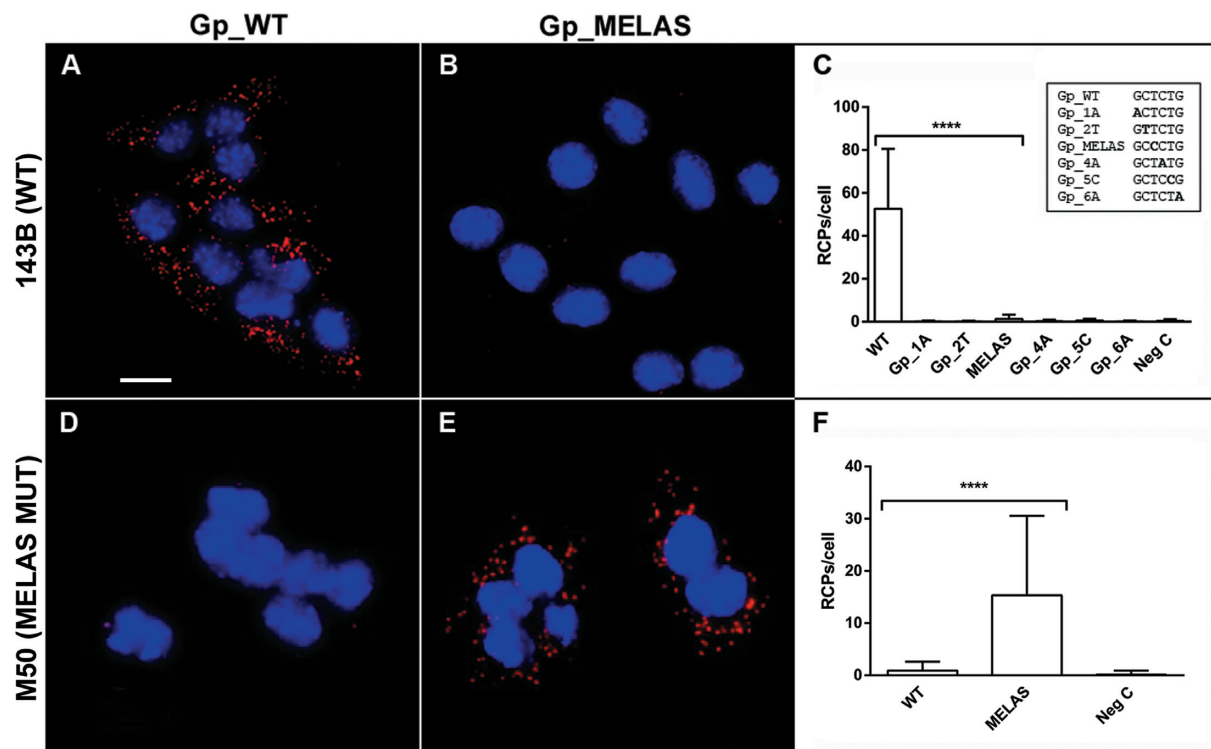 Gp_WT
Gp_MELAS
143B (WT)
M50 (MELAS MUT)
A
B
C
Gp_WT GCTCTG
Gp_1A ACTCTG
Gp_2T GTTCTG
Gp_MELAS GCCCTG
Gp_4A GCTATG
Gp_5C GCTCCG
Gp_6A GCTCTA
****
RCPs/cell
100
80
60
40
20
0
WT
Gp_1A
Gp_2T
MELAS
Gp_4A
Gp_5C
Gp_6A
Neg C
D
E
F
****
RCPs/cell
40
30
20
10
0
WT
MELAS
Neg C